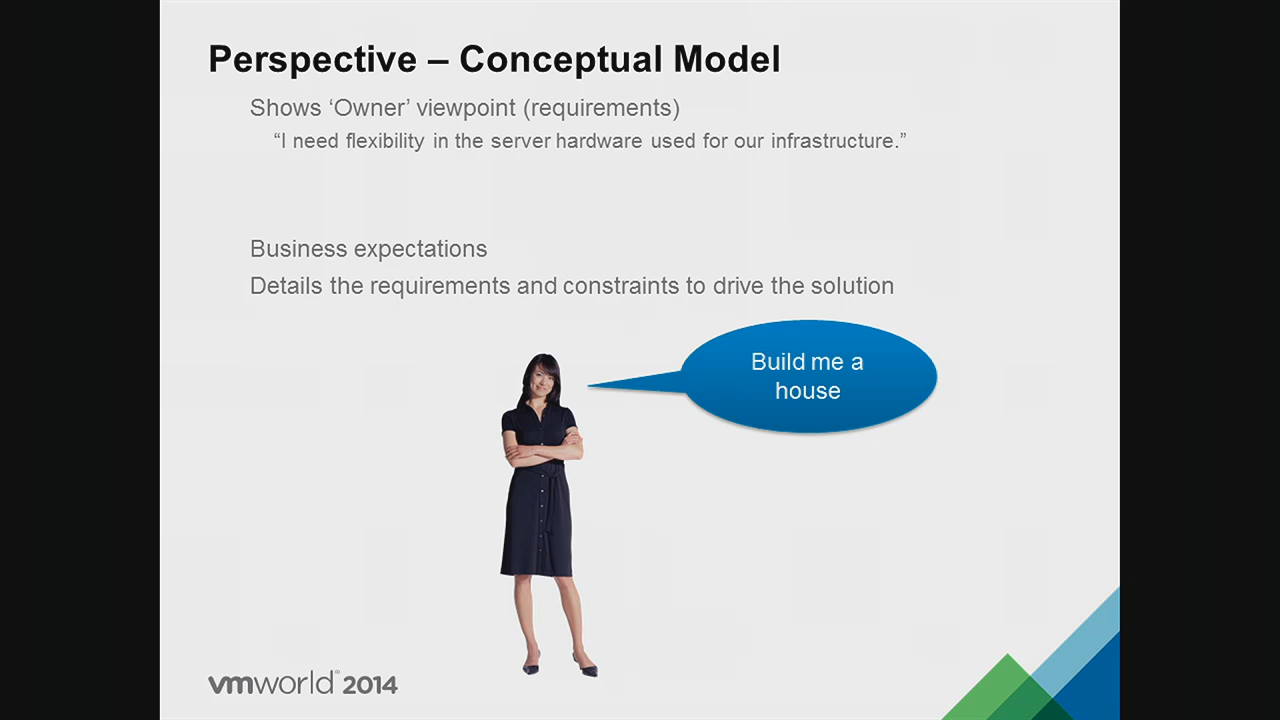 Perspective – Conceptual Model
Shows ‘Owner’ viewpoint (requirements)
“I need flexibility in the server hardware used for our infrastructure.”
Business expectations
Details the requirements and constraints to drive the solution
Build me a
house
vmworld® 2014